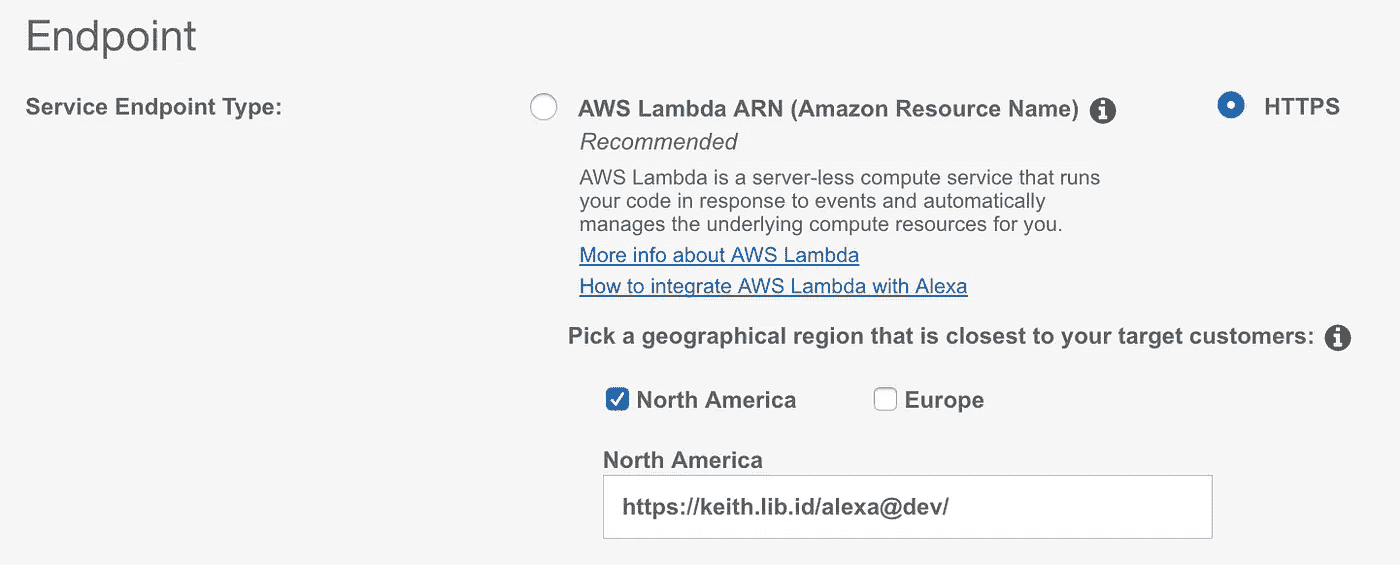 Endpoint
Service Endpoint Type:
AWS Lambda ARN (Amazon Resource Name)
HTTPS
Recommended
AWS Lambda is a server-less compute service that runs
your code in response to events and automatically
manages the underlying compute resources for you.
More info about AWS Lambda
How to integrate AWS Lambda with Alexa
Pick a geographical region that is closest to your target customers:
North America
Europe
North America
https://keith.lib.id/alexa@dev/